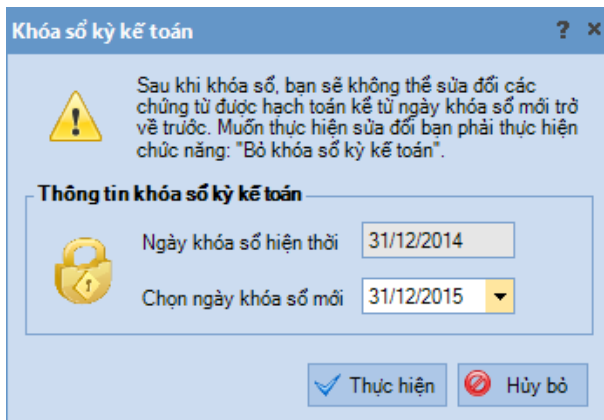 Khóa sổ kỳ kế toán ? ×
Sau khi khóa sổ, bạn sẽ không thể sửa đổi các
chứng từ được hạch toán kể từ ngày khóa sổ mới trở
về trước. Muốn thực hiện sửa đổi bạn phải thực hiện
chức năng: "Bỏ khóa sổ kỳ kế toán".
Thông tin khóa sổ kỳ kế toán
Ngày khóa sổ hiện thời 31/12/2014
Chọn ngày khóa sổ mới 31/12/2015
Thực hiện Hủy bỏ